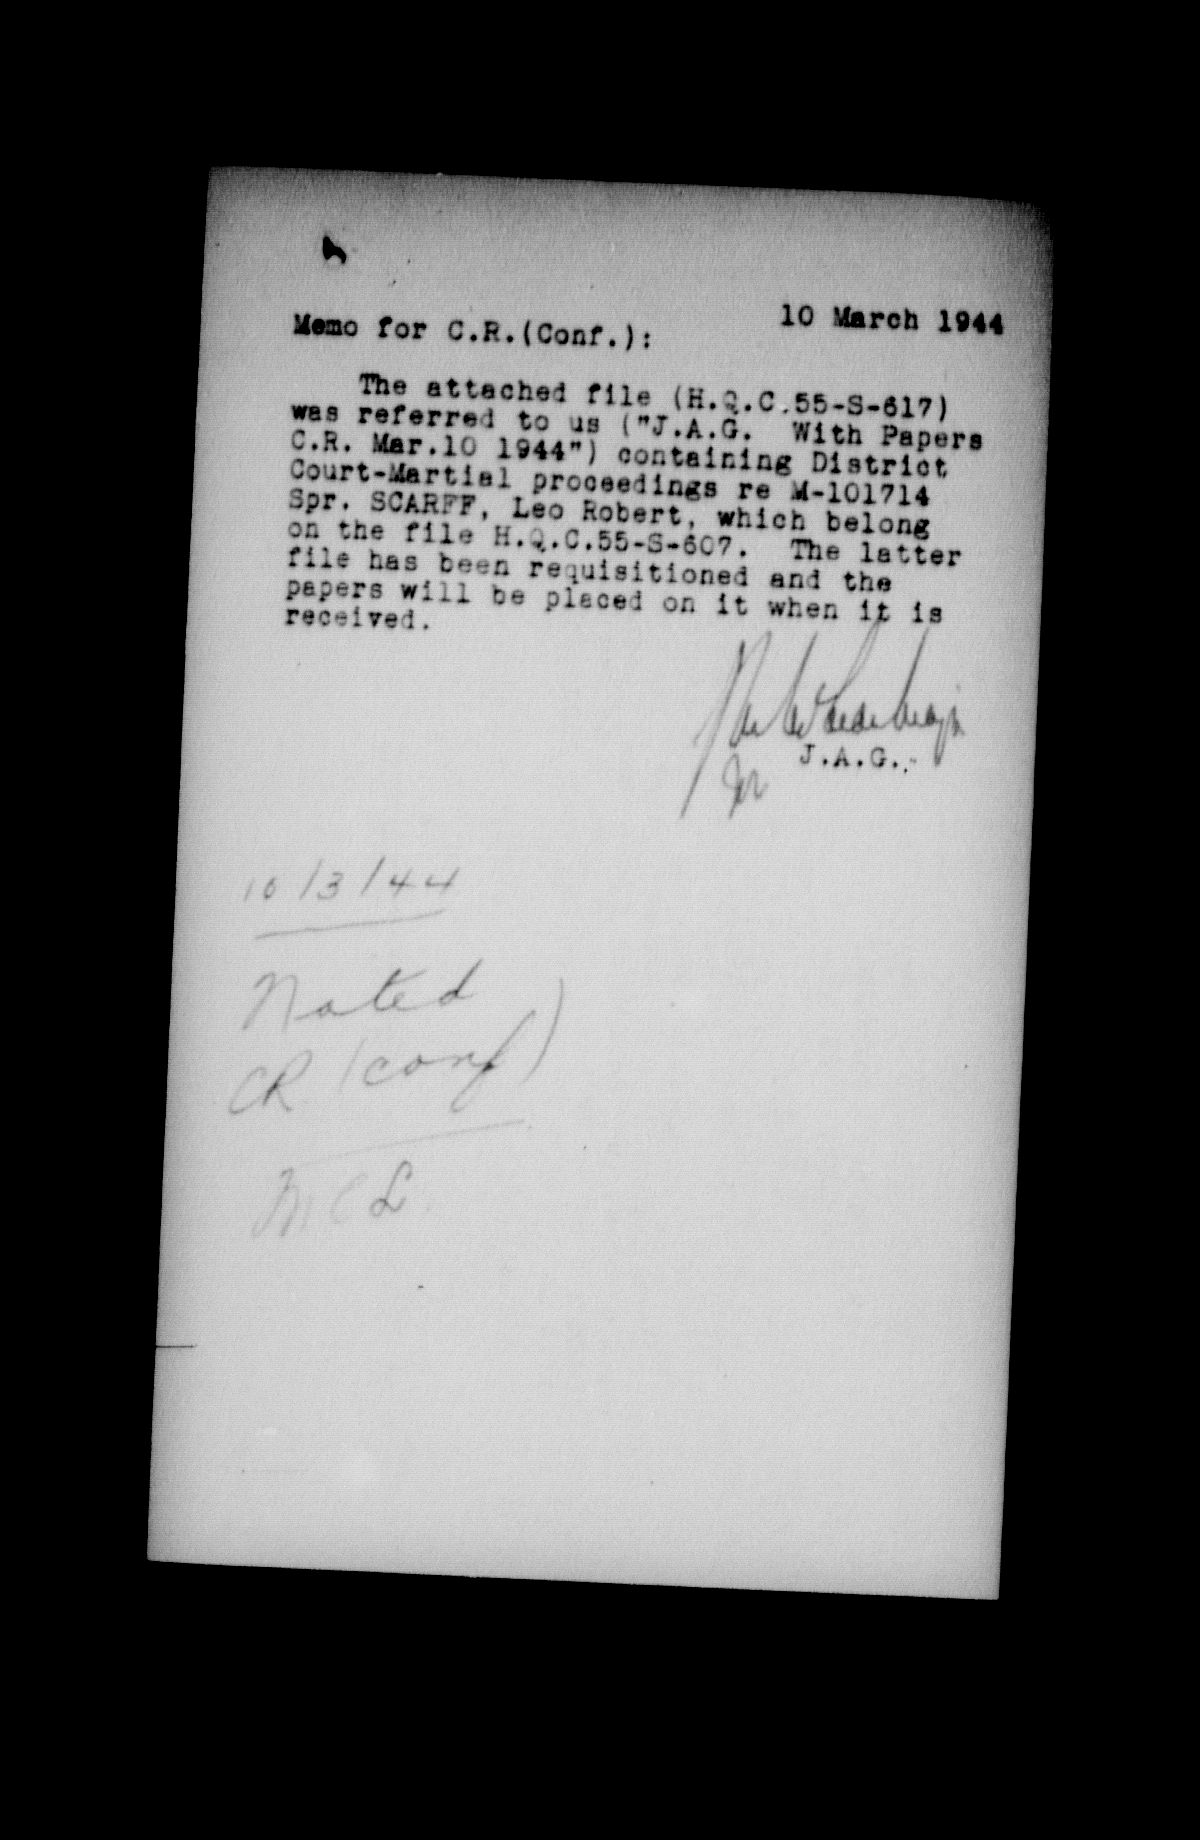 10 March 1944
Memo for C.R.(Conf.):
The attached file (H.Q.C.55-S-617)
was referred to us ("J.A.G. With Papers
C.R. Mar.10 1944") containing District
Court-Martial proceedings re M-101714
Spr. SCARFF, Leo Robert, which belong
on the file H.Q.C.55-S-607. The latter
file has been requisitioned and the
papers will be placed on it when it is
received.
J.A.G.
10/3/44
Noted
CR (conf)